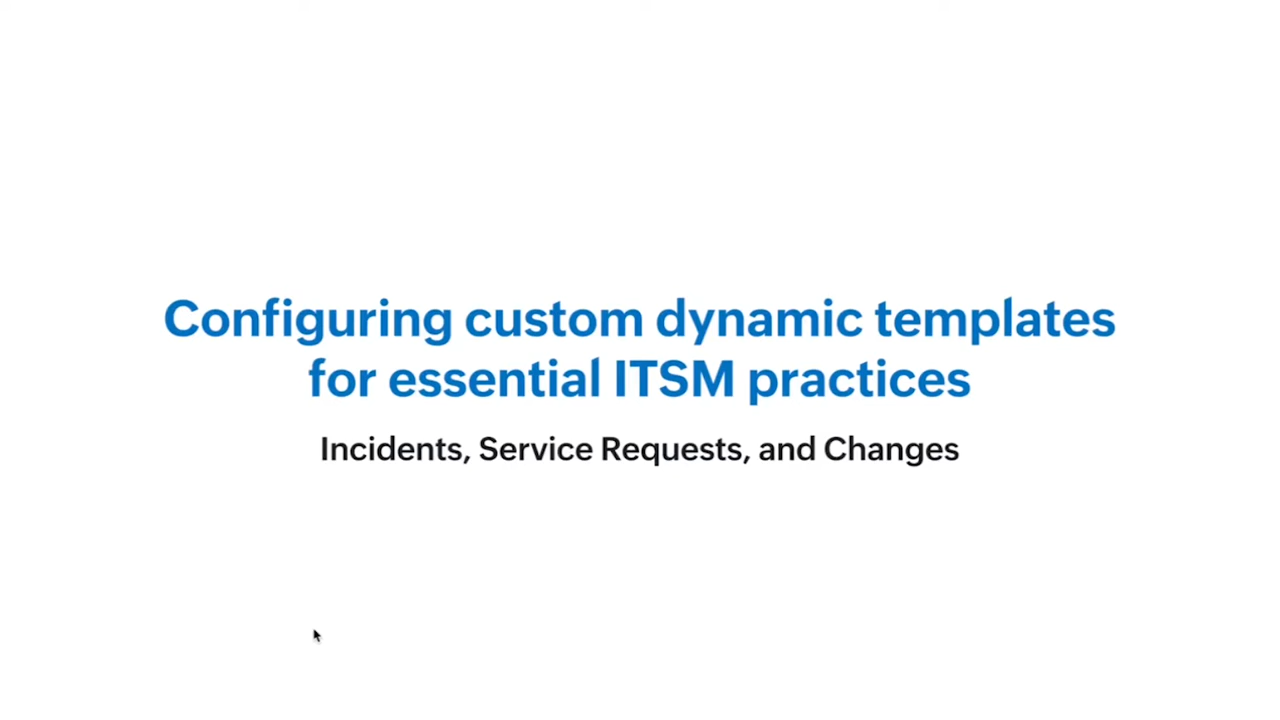 Configuring custom dynamic templates
for essential ITSM practices
Incidents, Service Requests, and Changes